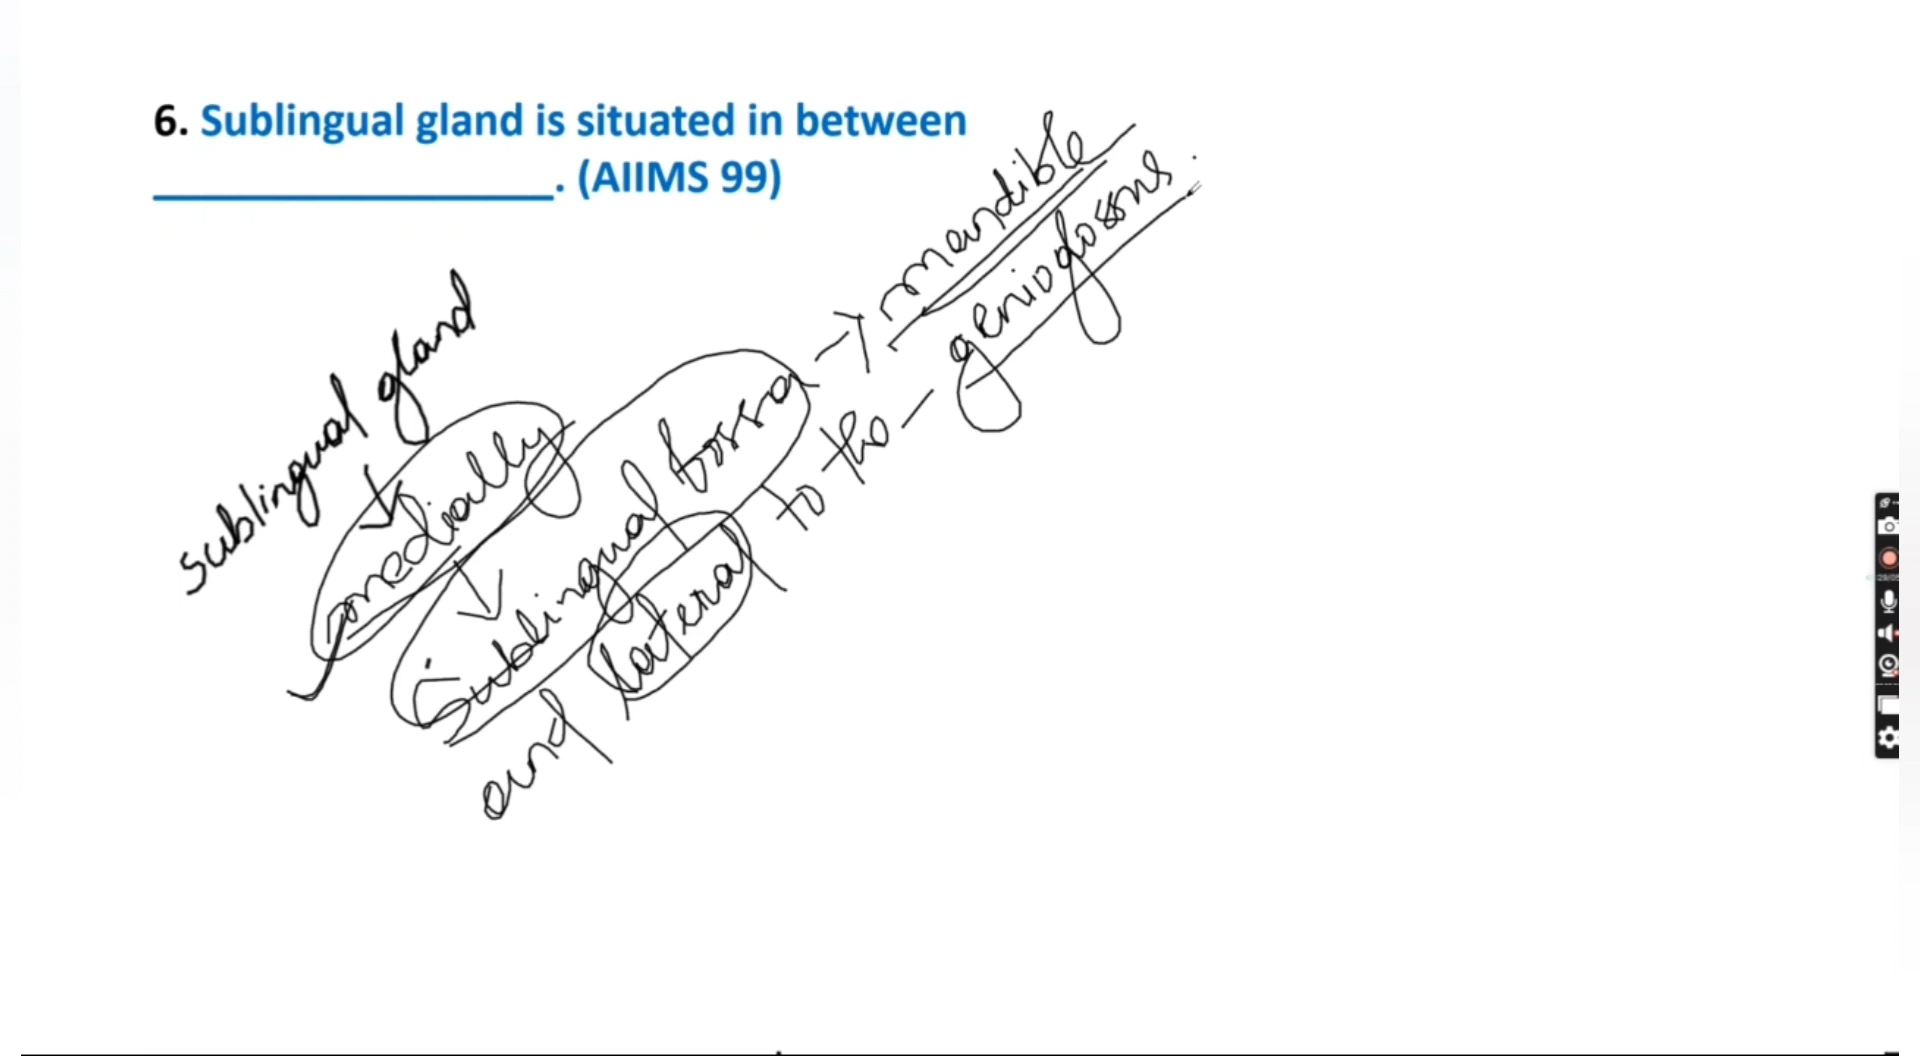 6. Sublingual gland is situated in between
____________________. (AIIMS 99)
sublingual gland
medially
Sublingual fossa → mandible
and lateral to the - genioglossus.